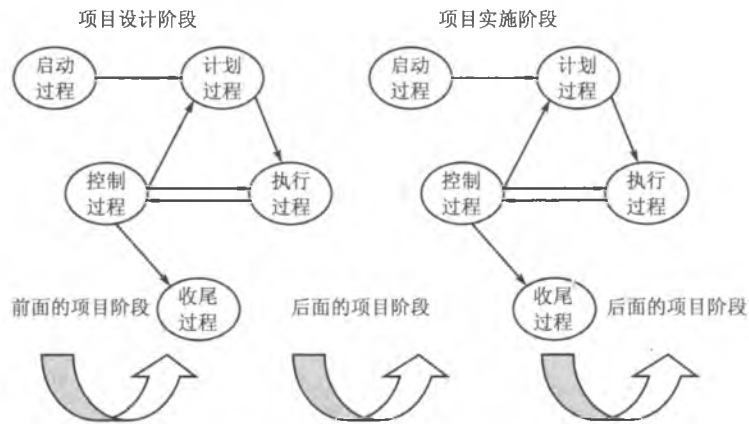 项目设计阶段
项目实施阶段
启动
过程
计划
过程
启动
过程
计划
过程
控制
过程
执行
过程
控制
过程
执行
过程
前面的项目阶段
收尾
过程
后面的项目阶段
收尾
过程
后面的项目阶段